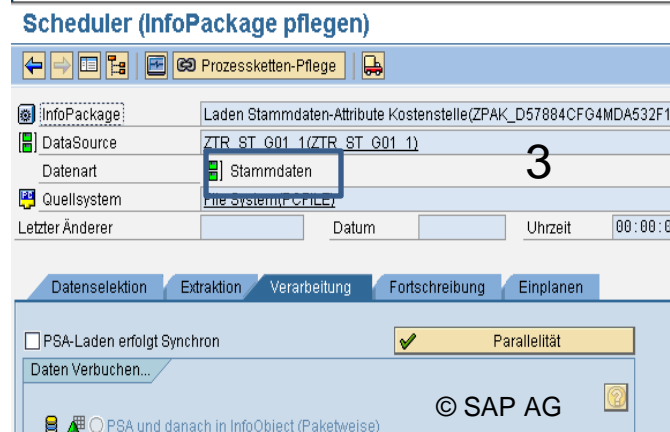 Scheduler (InfoPackage pflegen)
Prozessketten-Pflege
InfoPackage Laden Stammdaten-Attribute Kostenstelle(ZPAK_D57884CFG4MDA532F1
DataSource ZTR_ST_G01_1(ZTR_ST_G01_1)
Datenart Stammdaten 3
Quellsystem File System(PCFILE)
Letzter Änderer Datum Uhrzeit 00:00:0
Datenselektion Extraktion Verarbeitung Fortschreibung Einplanen
PSA-Laden erfolgt Synchron Parallelität
Daten Verbuchen...
© SAP AG
PSA und danach in InfoObject (Paketweise)